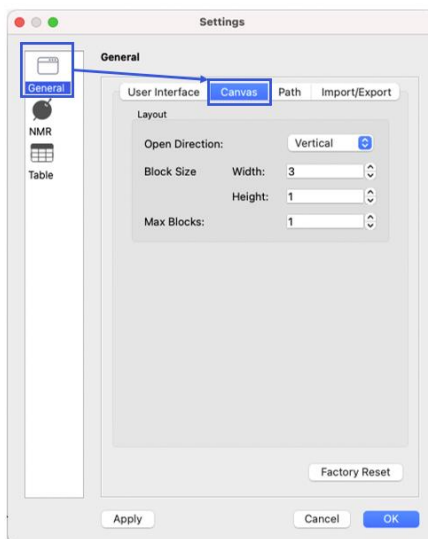 Settings
General
General
NMR
Table
User Interface Canvas Path Import/Export
Layout
Open Direction: Vertical
Block Size Width: 3
Height: 1
Max Blocks: 1
Factory Reset
Apply Cancel OK